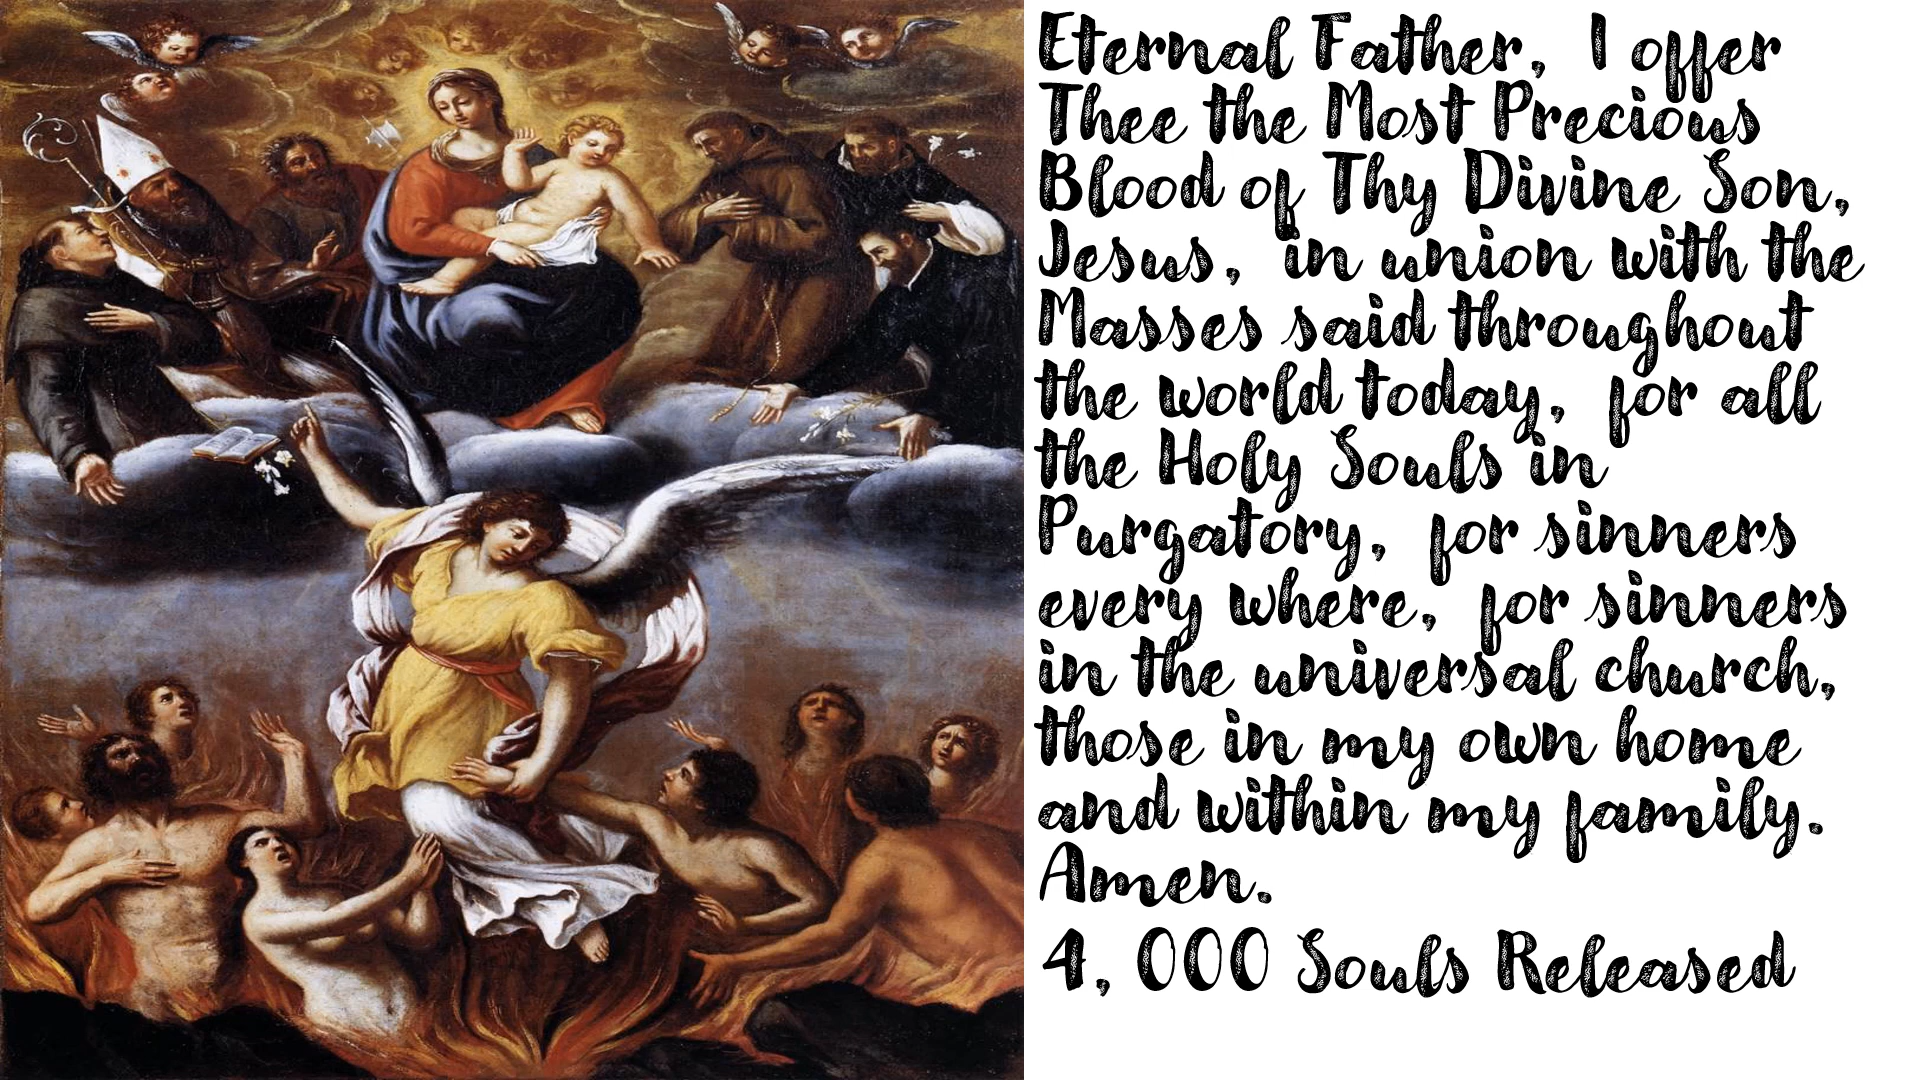 Eternal Father, I offer
Thee the Most Precious
Blood of Thy Divine Son,
Jesus, in union with the
Masses said throughout
the world today, for all
the Holy Souls in
Purgatory, for sinners
every where, for sinners
in the universal church,
those in my own home
and within my family.
Amen.
4, 000 Souls Released